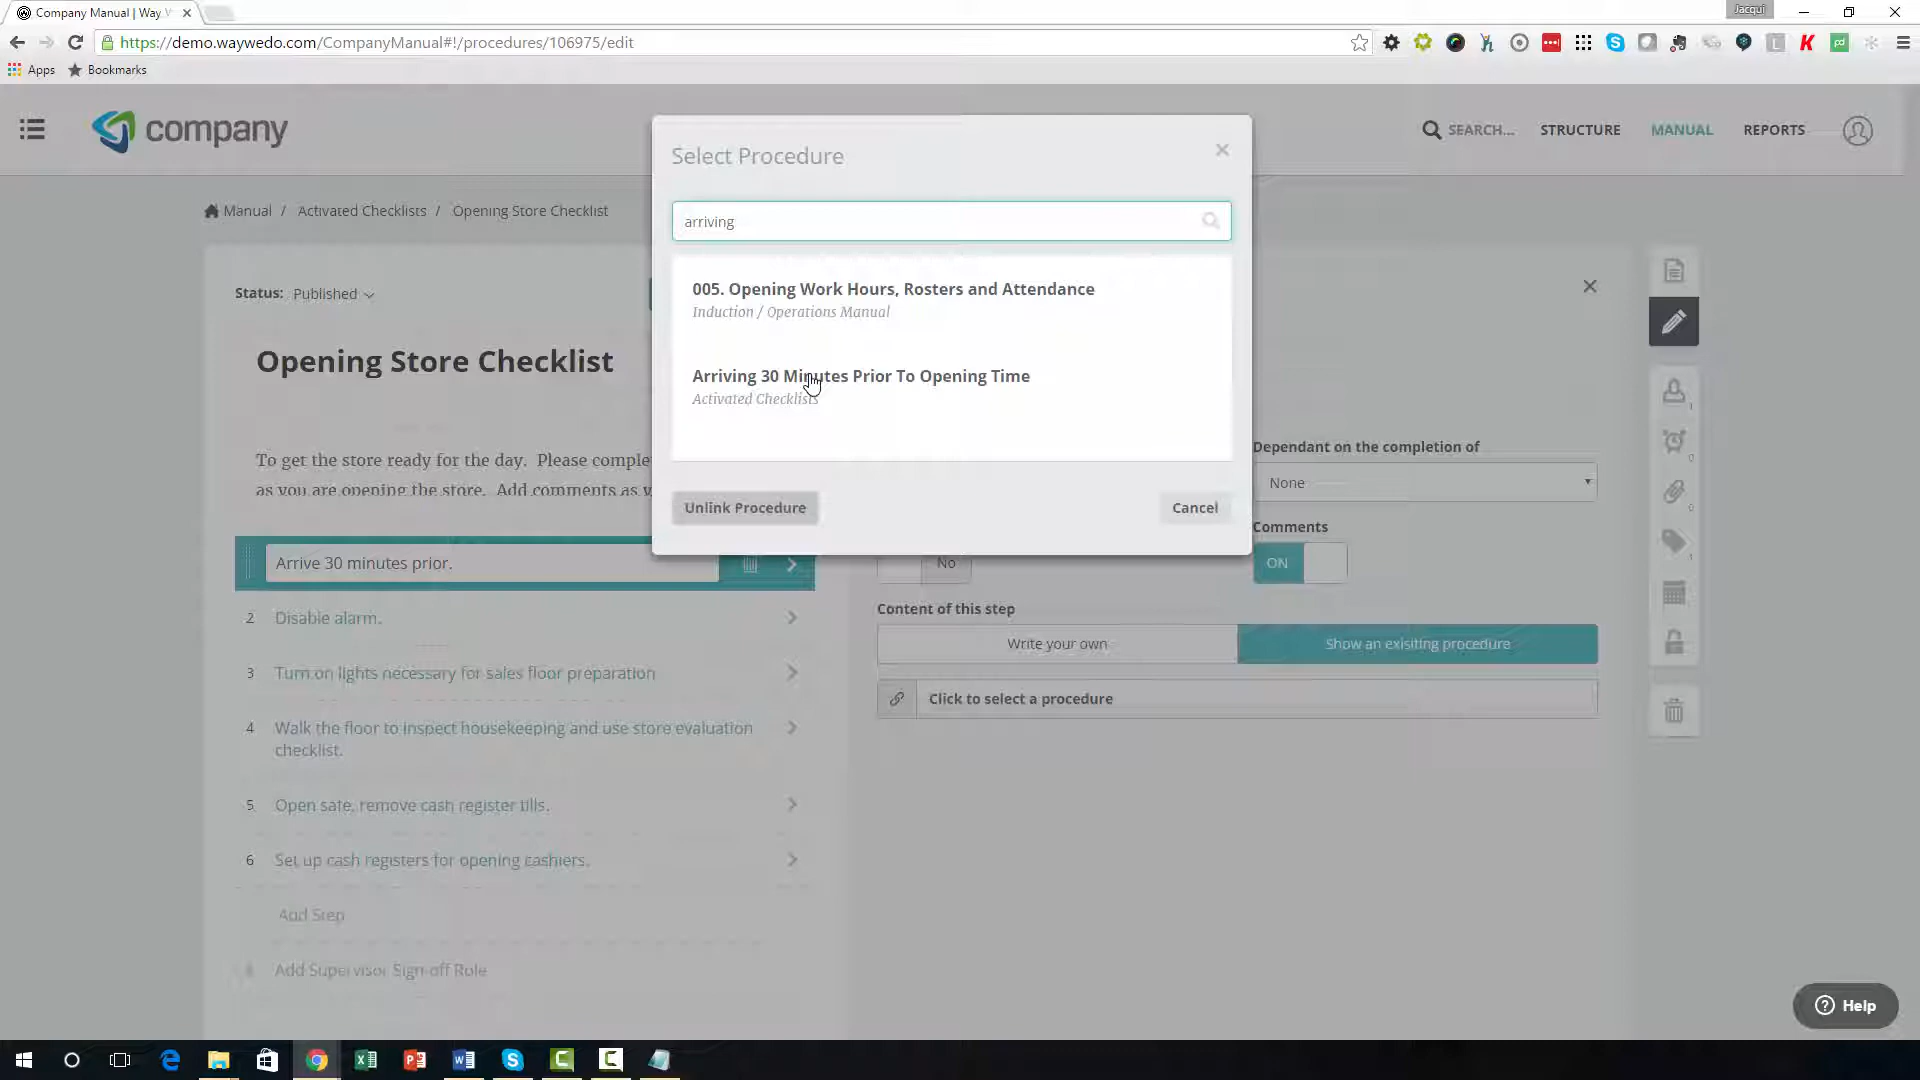 Company Manual | Way W
Jacqui
https://demo.waywedo.com/CompanyManual#!/procedures/106975/edit
Apps
Bookmarks
company
SEARCH...
STRUCTURE
MANUAL
REPORTS
Manual / Activated Checklists / Opening Store Checklist
Status: Published
Opening Store Checklist
To get the store ready for the day. Please comple
as you are opening the store. Add comments as y
Arrive 30 minutes prior.
2 Disable alarm.
3 Turn on lights necessary for sales floor preparation
4 Walk the floor to inspect housekeeping and use store evaluation
checklist.
5 Open safe, remove cash register tills.
6 Set up cash registers for opening cashiers.
Add Step
Add Supervisor Sign-off Role
Select Procedure
arriving
005. Opening Work Hours, Rosters and Attendance
Induction / Operations Manual
Arriving 30 Minutes Prior To Opening Time
Activated Checklists
Unlink Procedure
Cancel
Dependant on the completion of
None
Comments
No
ON
Content of this step
Write your own
Show an exisiting procedure
Click to select a procedure
1
0
0
1
Help